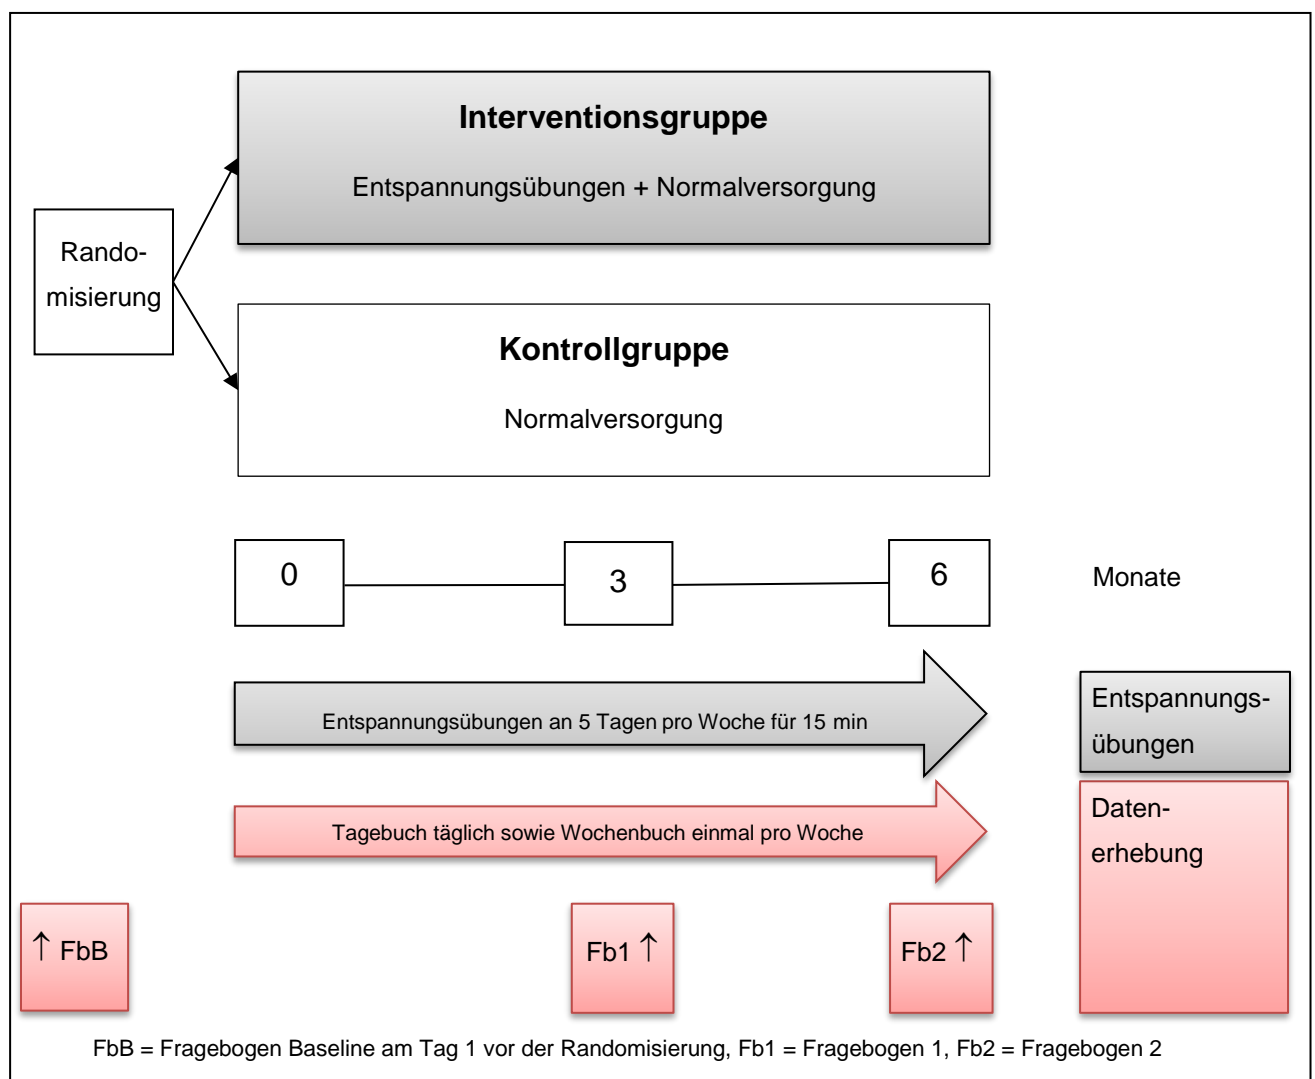 Interventionsgruppe
Entspannungsübungen + Normalversorgung
Rando-
misierung
Kontrollgruppe
Normalversorgung
0
3
6
Monate
Entspannungsübungen an 5 Tagen pro Woche für 15 min
Entspannungs-
übungen
Tagebuch täglich sowie Wochenbuch einmal pro Woche
Daten-
erhebung
↑ FbB
Fb1 ↑
Fb2 ↑
FbB = Fragebogen Baseline am Tag 1 vor der Randomisierung, Fb1 = Fragebogen 1, Fb2 = Fragebogen 2